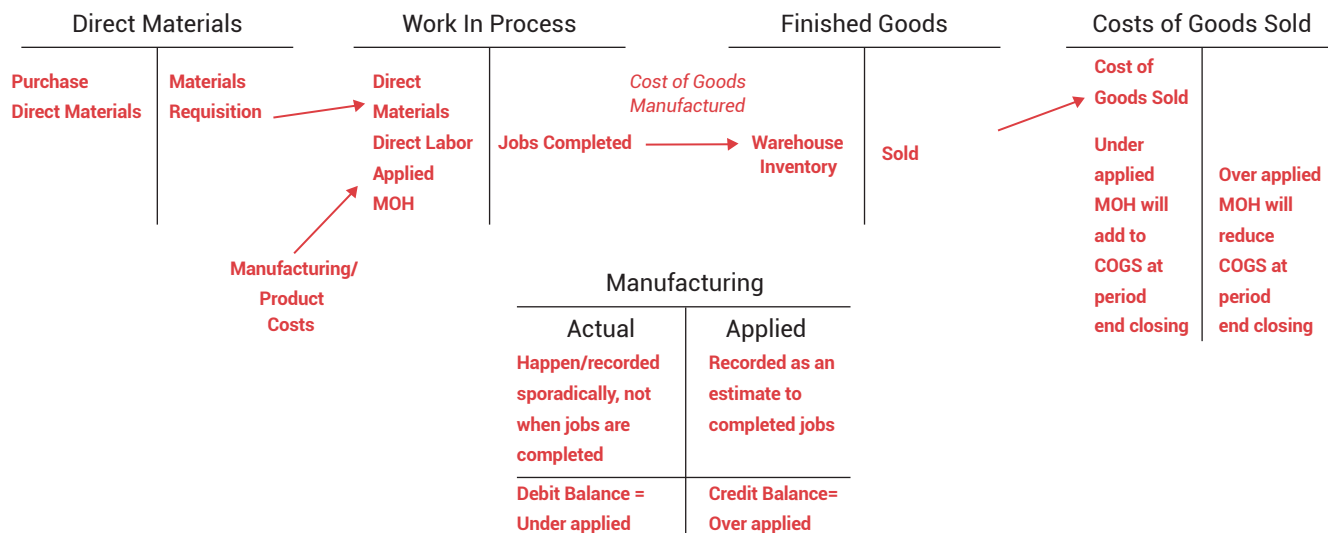 Direct Materials
Purchase
Direct Materials
Materials
Requisition
Work In Process
Direct
Materials
Direct Labor
Applied
MOH
Jobs Completed
Manufacturing/
Product
Costs
Cost of Goods
Manufactured
Finished Goods
Warehouse
Inventory
Sold
Costs of Goods Sold
Cost of
Goods Sold
Under
applied
MOH will
add to
COGS at
period
end closing
Over applied
MOH will
reduce
COGS at
period
end closing
Manufacturing
Actual
Happen/recorded
sporadically, not
when jobs are
completed
Debit Balance =
Under applied
Applied
Recorded as an
estimate to
completed jobs
Credit Balance=
Over applied